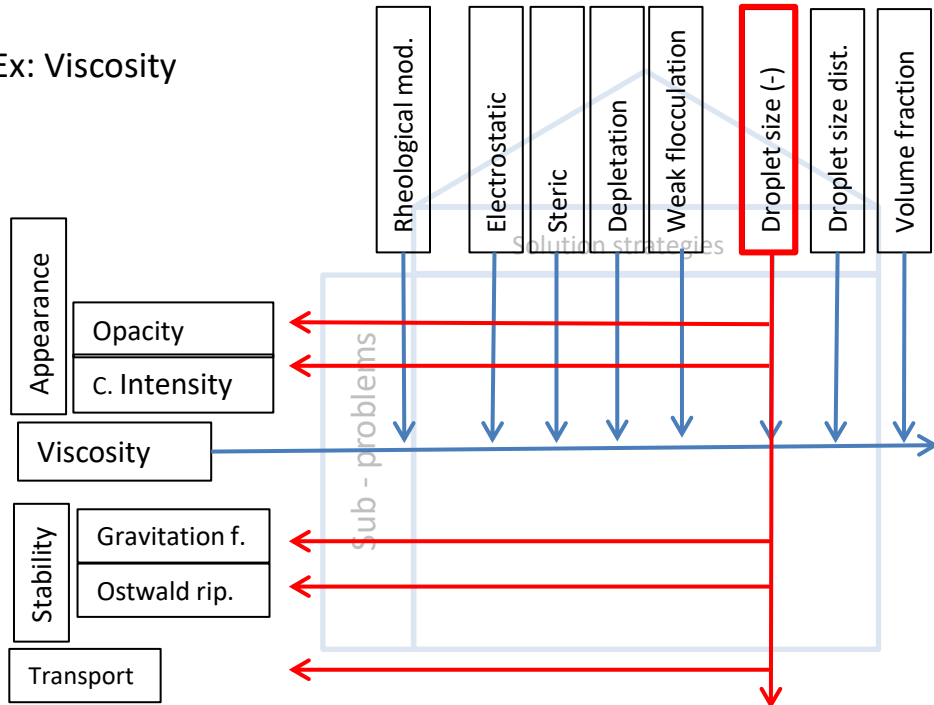 Ex: Viscosity
Rheological mod.
Electrostatic
Steric
Depletation
Weak flocculation
Droplet size (-)
Droplet size dist.
Volume fraction
Solution strategies
Sub - problems
Appearance
Opacity
C. Intensity
Viscosity
Stability
Gravitation f.
Ostwald rip.
Transport